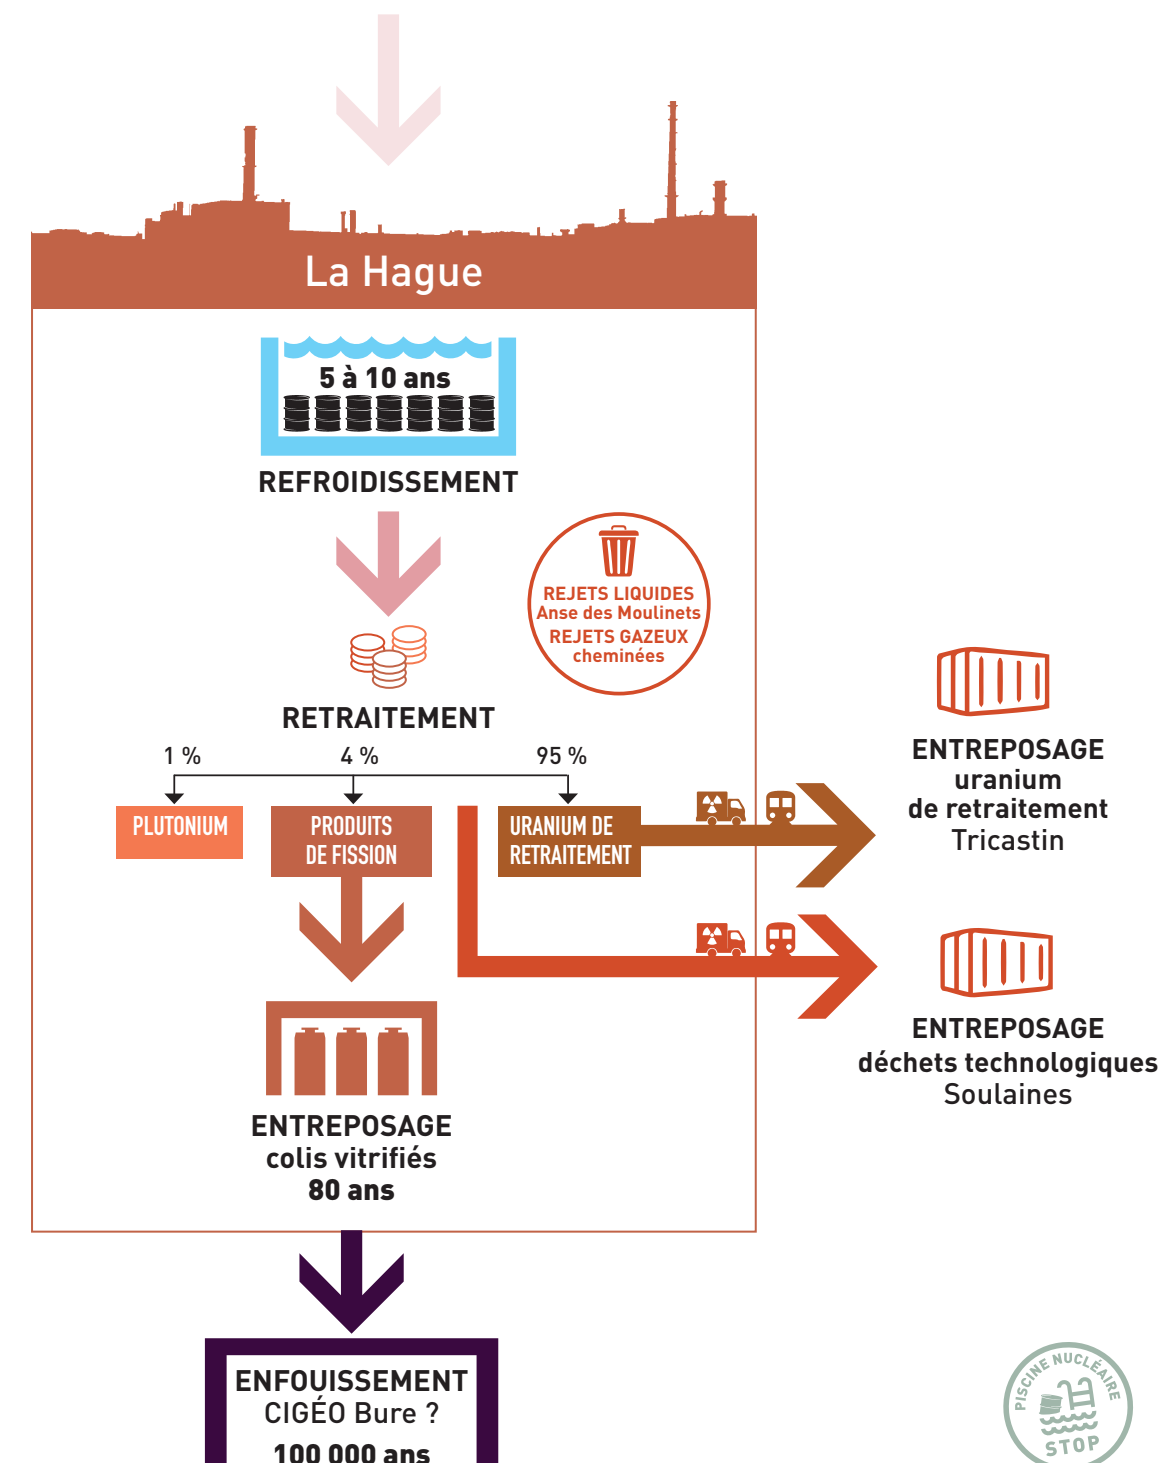 La Hague
5 à 10 ans
REFROIDISSEMENT
REJETS LIQUIDES
Anse des Moulinets
REJETS GAZEUX
cheminées
RETRAITEMENT
1 %
4 %
95 %
PLUTONIUM
PRODUITS
DE FISSION
URANIUM DE
RETRAITEMENT
ENTREPOSAGE
uranium
de retraitement
Tricastin
ENTREPOSAGE
déchets technologiques
Soulaines
ENTREPOSAGE
colis vitrifiés
80 ans
ENFOUISSEMENT
CIGÉO Bure ?
100 000 ans
PISCINE NUCLÉAIRE
STOP